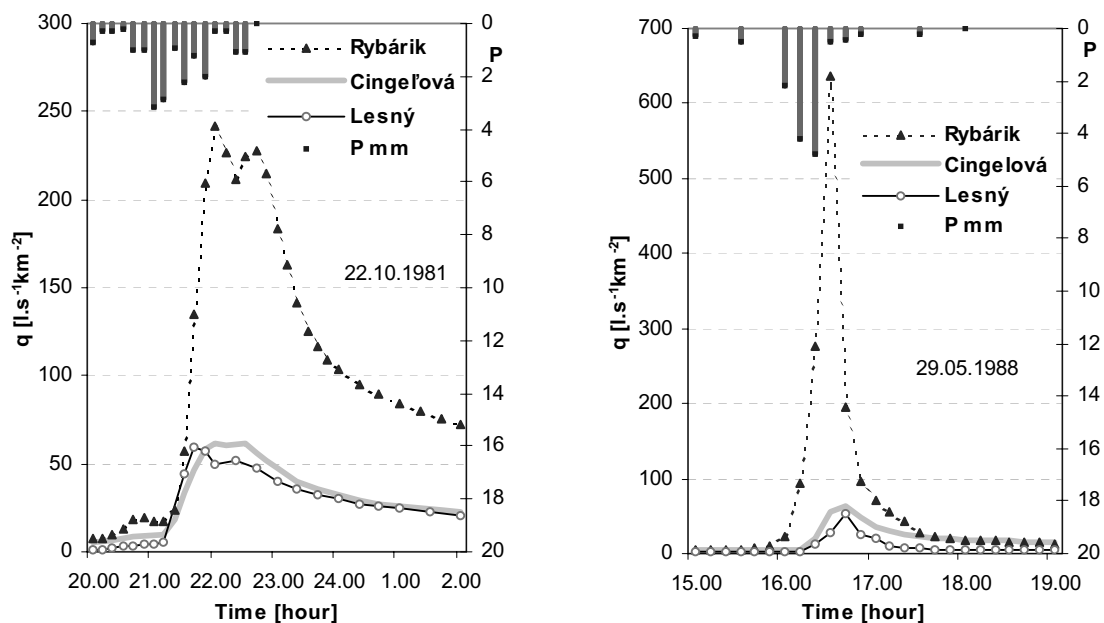 300
250
200
150
100
50
0
q [l.s-1km-2]
0
2
4
6
8
10
12
14
16
18
20
P
Rybárik
Cingeľová
Lesný
P mm
22.10.1981
20.00 21.00 22.00 23.00 24.00 1.00 2.00
Time [hour]
700
600
500
400
300
200
100
0
q [l.s-1km-2]
0
2
4
6
8
10
12
14
16
18
20
P
Rybárik
Cingelová
Lesný
P mm
29.05.1988
15.00 16.00 17.00 18.00 19.00
Time [hour]